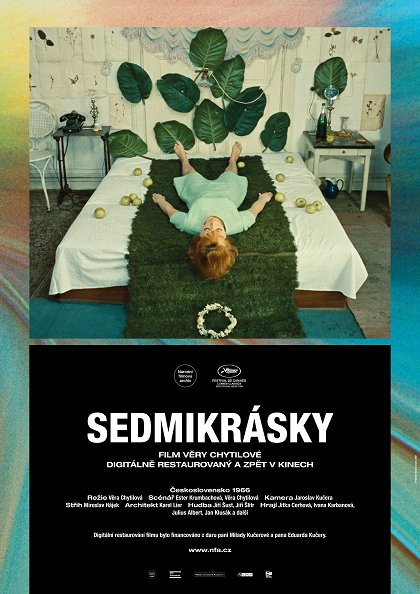 Národní
filmový
archiv
FESTIVAL DE CANNES
SEDMIKRÁSKY
FILM VĚRY CHYTILOVÉ
DIGITÁLNĚ RESTAUROVANÝ A ZPĚT V KINECH
Československo 1966
Režie Věra Chytilová Scénář Ester Krumbachová, Věra Chytilová Kamera Jaroslav Kučera
Střih Miroslav Hájek Architekt Karel Lier Hudba Jiří Šust, Jiří Šlitr Hrají Jitka Cerhová, Ivana Karbanová,
Julius Albert, Jan Klusák a další
Digitální restaurování filmu bylo financováno z daru paní Milady Kučerové a pana Eduarda Kučery.
www.nfa.cz